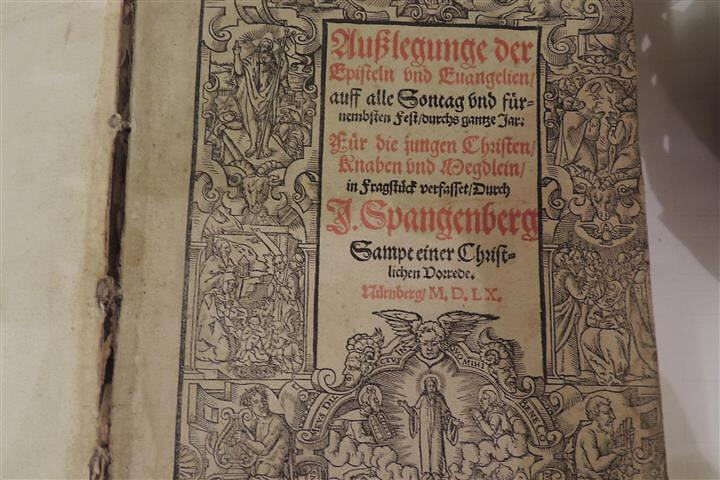 Außlegunge der
Episteln vnd Euangelien/
auff alle Sontag vnd für-
nembsten Fest/durchs gantze Jar:
Für die jungen Christen/
Knaben vnd Megdlein/
in Fragstück verfasset/Durch
J. Spangenberg
Sampt einer Christ-
lichen Vorrede.
Nürnberg/ M. D. LX.